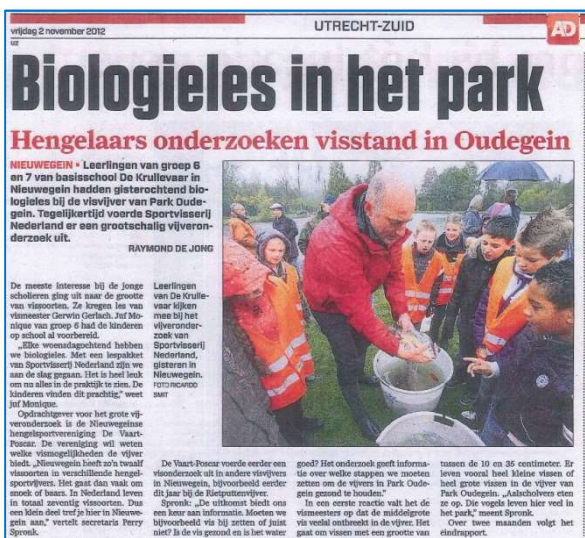 vrijdag 2 november 2012
UTRECHT-ZUID
AD
UZ
Biologieles in het park
Hengelaars onderzoeken visstand in Oudegein
NIEUWEGEIN • Leerlingen van groep 6
en 7 van basisschool De Krullevaar in
Nieuwegein hadden gisterochtend bio-
logieles bij de visvijver van Park Oude-
gein. Tegelijkertijd voerde Sportvisserij
Nederland er een grootschalig vijveron-
derzoek uit.
RAYMOND DE JONG
De meeste interesse bij de jonge
scholieren ging uit naar de grootte
van vissoorten. Ze kregen les van
vismeester Gerwin Gerlach. Juf Mo-
nique van groep 6 had de kinderen
op school al voorbereid.
„Elke woensdagochtend hebben
we biologieles. Met een lespakket
van Sportvisserij Nederland zijn we
aan de slag gegaan. Het is heel leuk
om nu alles in de praktijk te zien. De
kinderen vinden dit prachtig,” weet
juf Monique.
Opdrachtgever voor het grote vij-
veronderzoek is de Nieuwegeinse
hengelsportvereniging De Vaart-
Poscar. De vereniging wil weten
welke vismogelijkheden de vijver
biedt. „Nieuwegein heeft zo'n twaalf
vissoorten in verschillende hengel-
sportvijvers. Het gaat dan vaak om
snoek of baars. In Nederland leven
in totaal zeventig vissoorten. Dus
een klein deel tref je hier in Nieuwe-
gein aan,” vertelt secretaris Perry
Spronk.
Leerlingen
van De Krulle-
vaar kijken
mee bij het
vijveronder-
zoek van
Sportvisserij
Nederland,
gisteren in
Nieuwegein.
FOTO RICARDO
SMIT
De Vaart-Poscar voerde eerder een
visonderzoek uit in andere visvijvers
in Nieuwegein, bijvoorbeeld eerder
dit jaar bij de Rietputtenvijver.
Spronk: „De uitkomst biedt ons
een keur aan informatie. Moeten we
bijvoorbeeld vis bij zetten of juist
niet? Is de vis gezond en is het water
goed? Het onderzoek geeft informa-
tie over welke stappen we moeten
zetten om de vijvers in Park Oude-
gein gezond te houden.”
In een eerste reactie valt het de
vismeesters op dat de middelgrote
vis veelal ontbreekt in de vijver. Het
gaat om vissen met een grootte van
tussen de 10 en 35 centimeter. Er
leven vooral heel kleine vissen of
heel grote vissen in de vijver van
Park Oudegein. „Aalscholvers eten
ze op. Die vogels leven hier veel in
het park,” meent Spronk.
Over twee maanden volgt het
eindrapport.